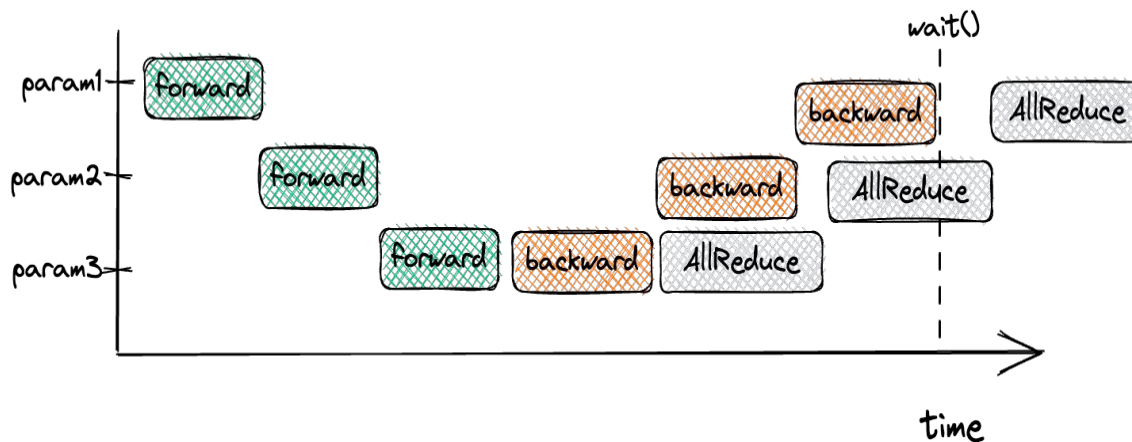 wait()
param1
forward
backward
AllReduce
param2
forward
backward
AllReduce
param3
forward
backward
AllReduce
time